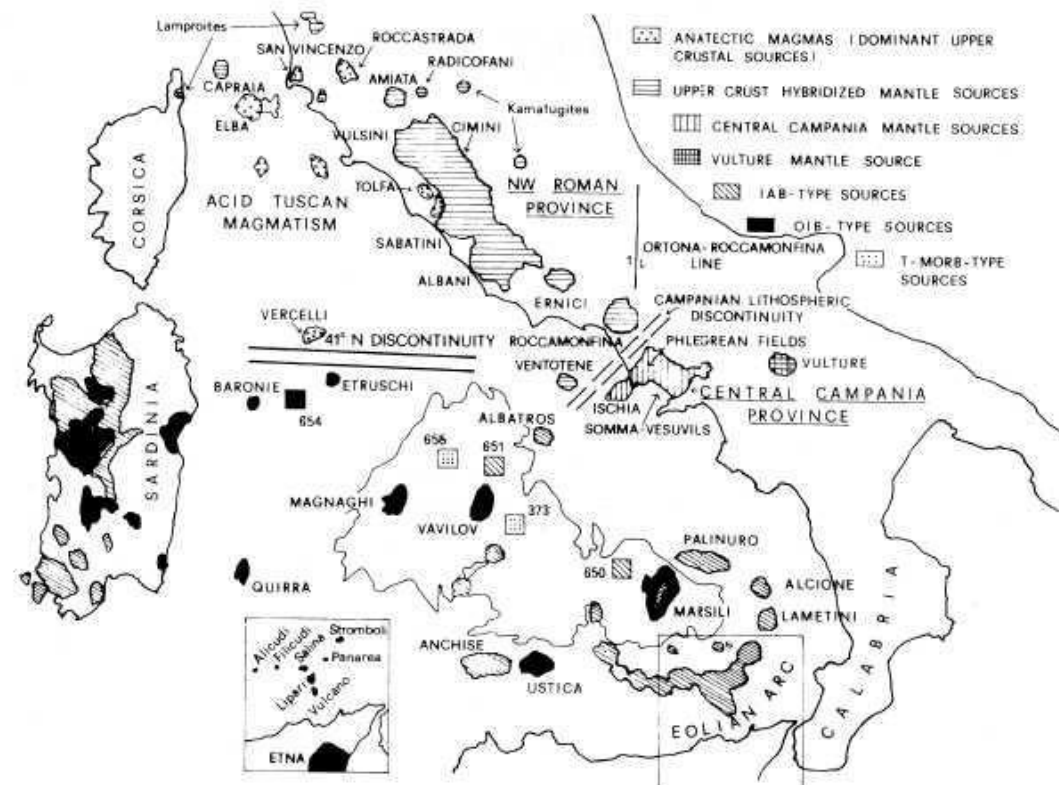 Lamproites
SAN VINCENZO
ROCCASTRADA
RADICOFANI
AMIATA
CAPRAIA
ELBA
Kamafugites
VULSINI
CIMINI
TOLFA
NW ROMAN
PROVINCE
ACID TUSCAN
MAGMATISM
CORSICA
SABATINI
ALBANI
ERNICI
ORTONA-ROCCAMONFINA
LINE
ANATECTIC MAGMAS (DOMINANT UPPER
CRUSTAL SOURCES)
UPPER CRUST HYBRIDIZED MANTLE SOURCES
CENTRAL CAMPANIA MANTLE SOURCES
VULTURE MANTLE SOURCE
IAB-TYPE SOURCES
OIB-TYPE SOURCES
T-MORB-TYPE
SOURCES
VERCELLI
41° N DISCONTINUITY
ROCCAMONFINA
CAMPANIAN LITHOSPHERIC
DISCONTINUITY
PHLEGREAN FIELDS
VENTOTENE
VULTURE
BARONIE
ETRUSCHI
654
ISCHIA
SOMMA-VESUVILS
CENTRAL CAMPANIA
PROVINCE
ALBATROS
SARDINIA
656
651
MAGNAGHI
VAVILOV
373
PALINURO
650
MARSILI
ALCIONE
LAMETINI
QUIRRA
ANCHISE
USTICA
EOLIAN ARC
CALABRIA
Alicudi
Filicudi
Salina
Stromboli
Panarea
Lipari
Vulcano
ETNA